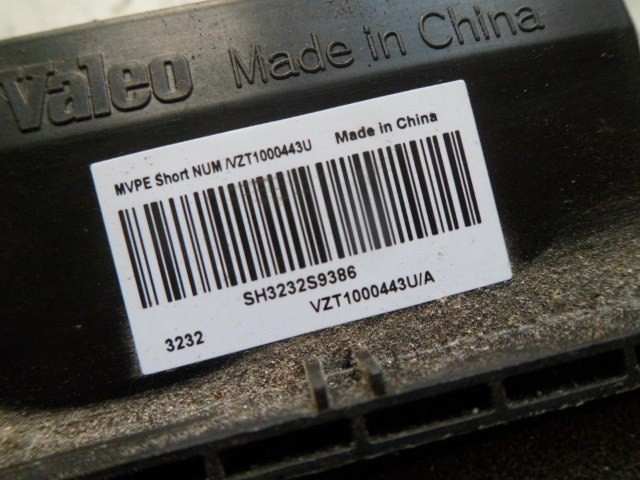 Valeo Made in China
MVPE Short NUM /VZT1000443U Made in China
SH3232S9386
VZT1000443U/A
3232